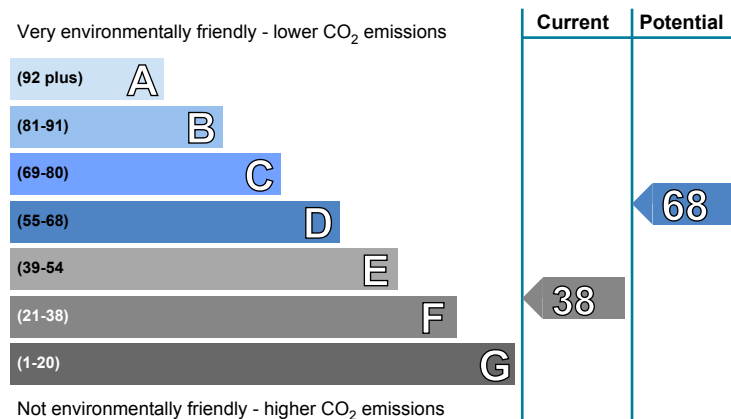 Very environmentally friendly - lower CO₂ emissions
Current
Potential
(92 plus) A
(81-91) B
(69-80) C
(55-68) D
68
(39-54 E
(21-38) F
38
(1-20) G
Not environmentally friendly - higher CO₂ emissions